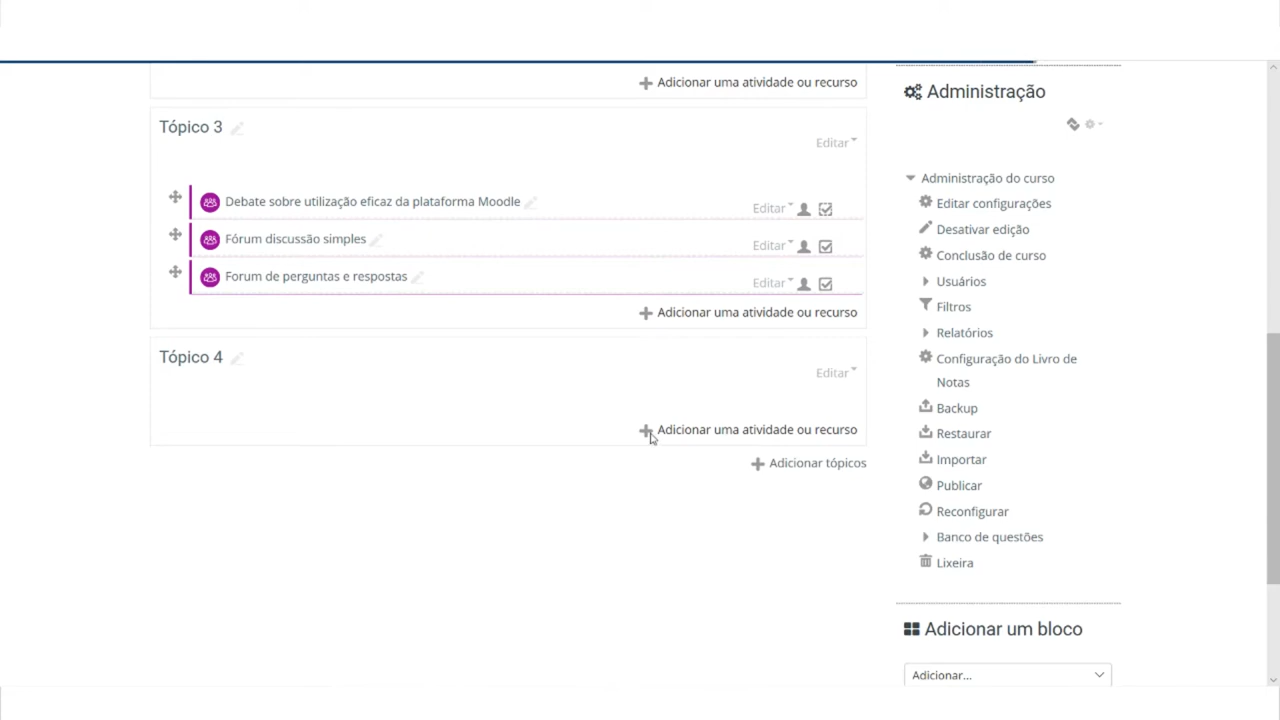 Adicionar uma atividade ou recurso
Tópico 3
Editar
Debate sobre utilização eficaz da plataforma Moodle
Editar
Fórum discussão simples
Editar
Forum de perguntas e respostas
Editar
Adicionar uma atividade ou recurso
Tópico 4
Editar
Adicionar uma atividade ou recurso
Adicionar tópicos
Administração
Administração do curso
Editar configurações
Desativar edição
Conclusão de curso
Usuários
Filtros
Relatórios
Configuração do Livro de
Notas
Backup
Restaurar
Importar
Publicar
Reconfigurar
Banco de questões
Lixeira
Adicionar um bloco
Adicionar...